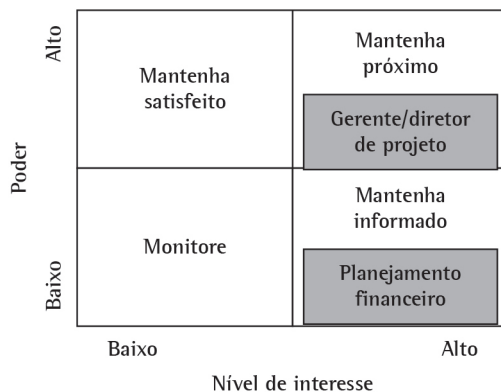 Alto
Poder
Baixo
Mantenha
satisfeito
Mantenha
próximo
Gerente/diretor
de projeto
Monitore
Mantenha
informado
Planejamento
financeiro
Baixo
Alto
Nível de interesse